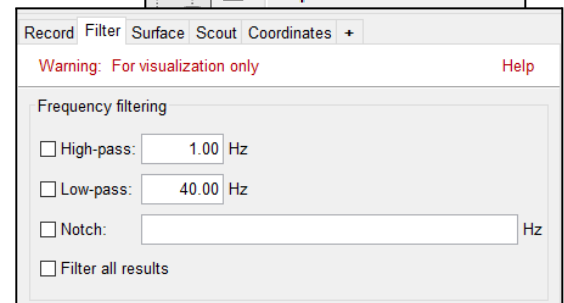 Record Filter Surface Scout Coordinates +
Warning: For visualization only Help
Frequency filtering
High-pass: 1.00 Hz
Low-pass: 40.00 Hz
Notch: Hz
Filter all results